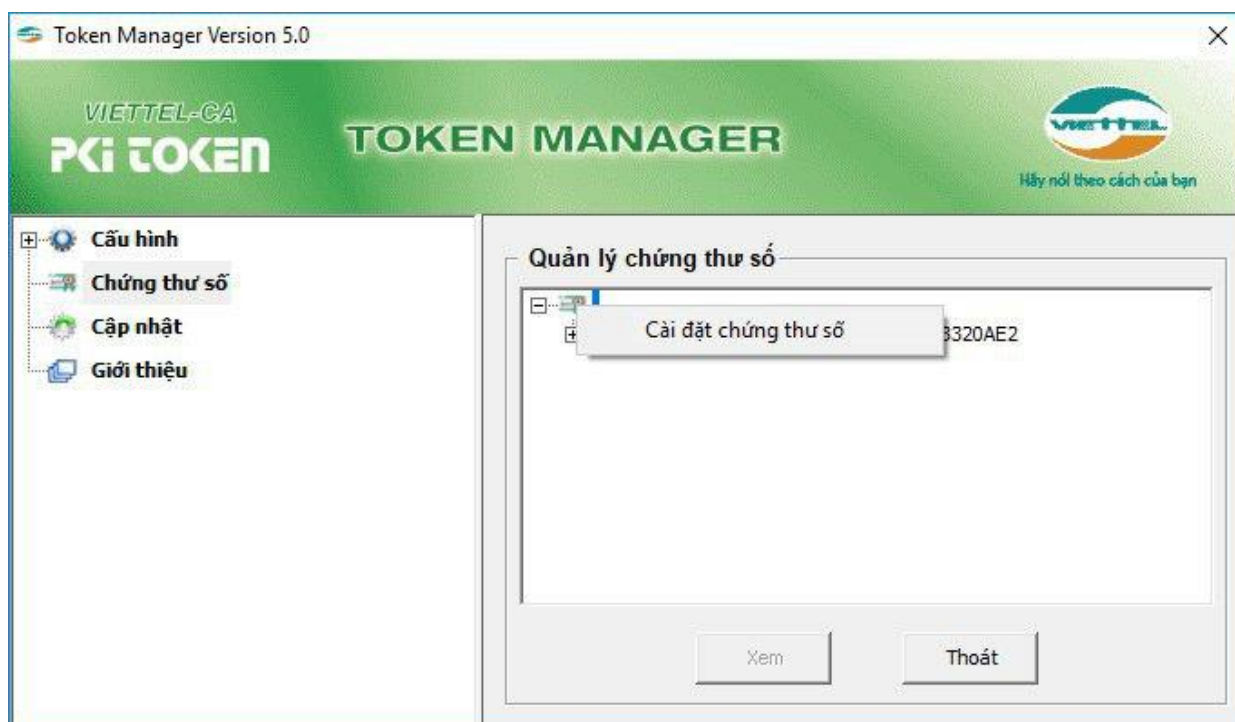 Token Manager Version 5.0
VIETTEL-CA
PKi TOKEN
TOKEN MANAGER
VIETTEL
Hãy nói theo cách của bạn
Cấu hình
Chứng thư số
Cập nhật
Giới thiệu
Quản lý chứng thư số
Cài đặt chứng thư số
3320AE2
Xem
Thoát